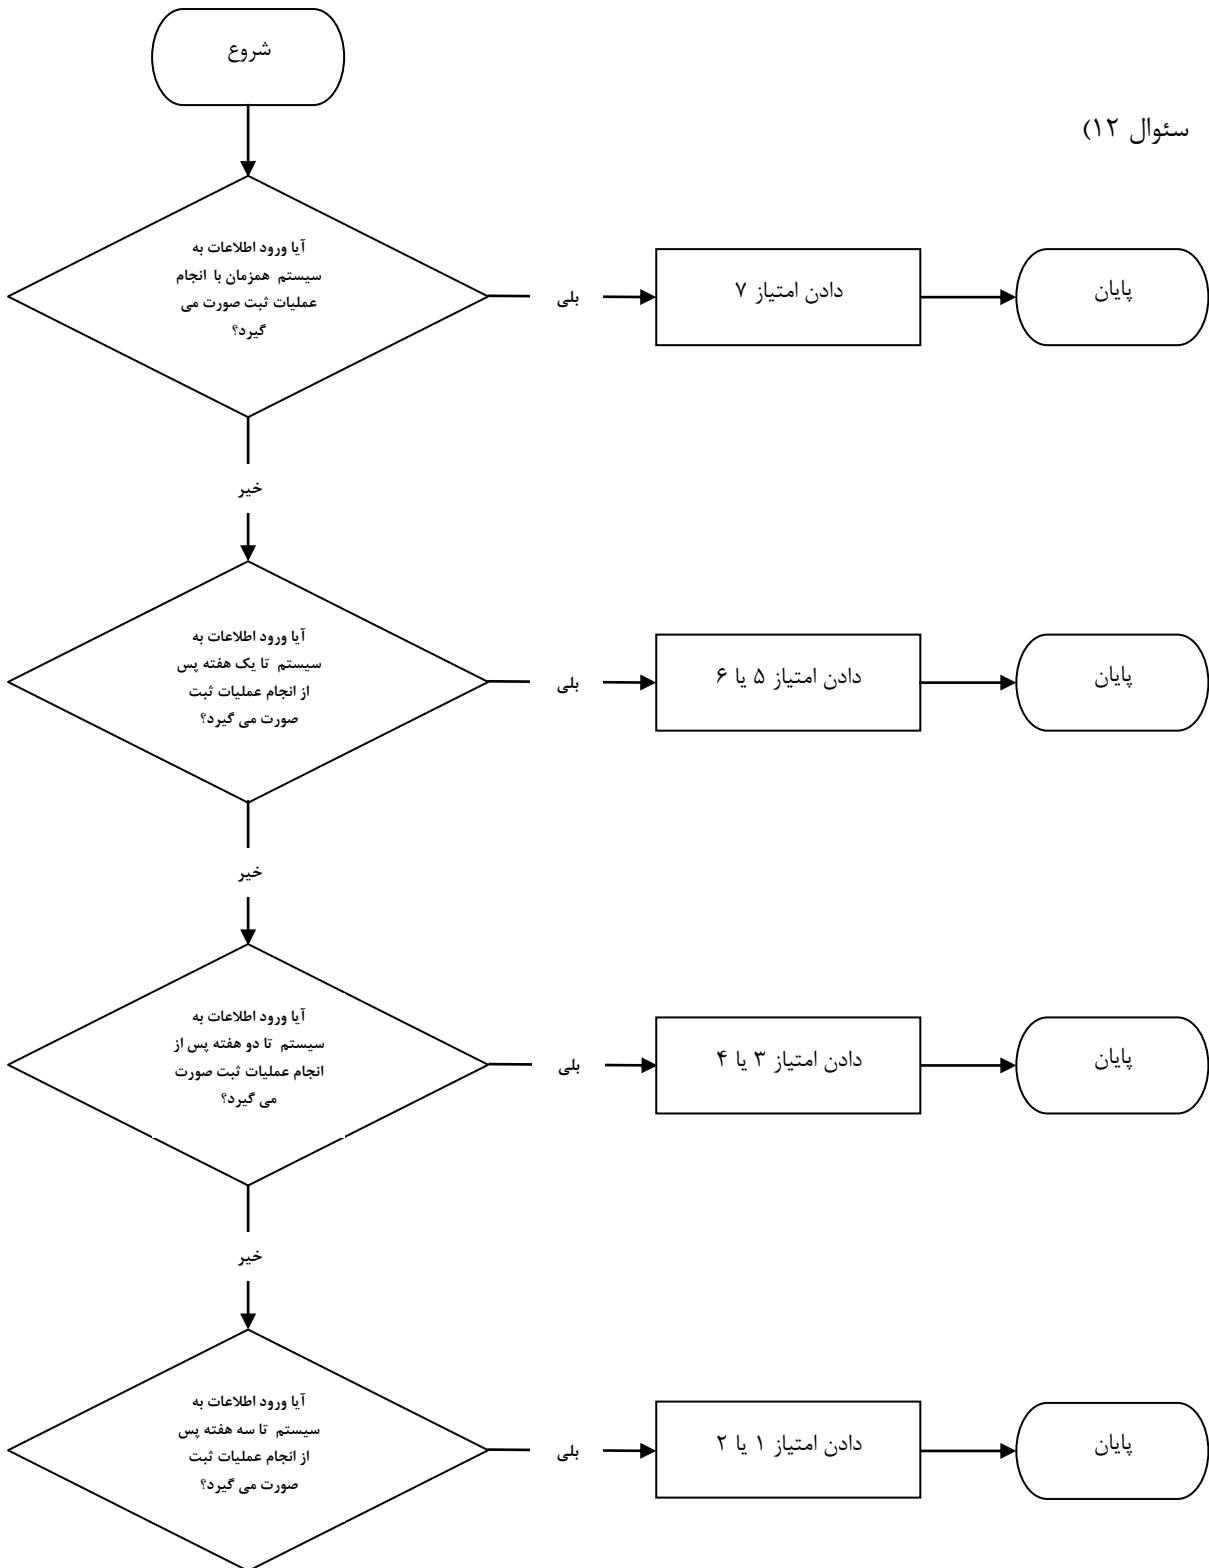 شروع
سئوال ۱۲)
آیا ورود اطلاعات به
سیستم همزمان با انجام
عملیات ثبت صورت می
گیرد؟
بلی
دادن امتیاز ۷
پایان
خیر
آیا ورود اطلاعات به
سیستم تا یک هفته پس
از انجام عملیات ثبت
صورت می گیرد؟
بلی
دادن امتیاز ۵ یا ۶
پایان
خیر
آیا ورود اطلاعات به
سیستم تا دو هفته پس از
انجام عملیات ثبت صورت
می گیرد؟
بلی
دادن امتیاز ۳ یا ۴
پایان
خیر
آیا ورود اطلاعات به
سیستم تا سه هفته پس
از انجام عملیات ثبت
صورت می گیرد؟
بلی
دادن امتیاز ۱ یا ۲
پایان